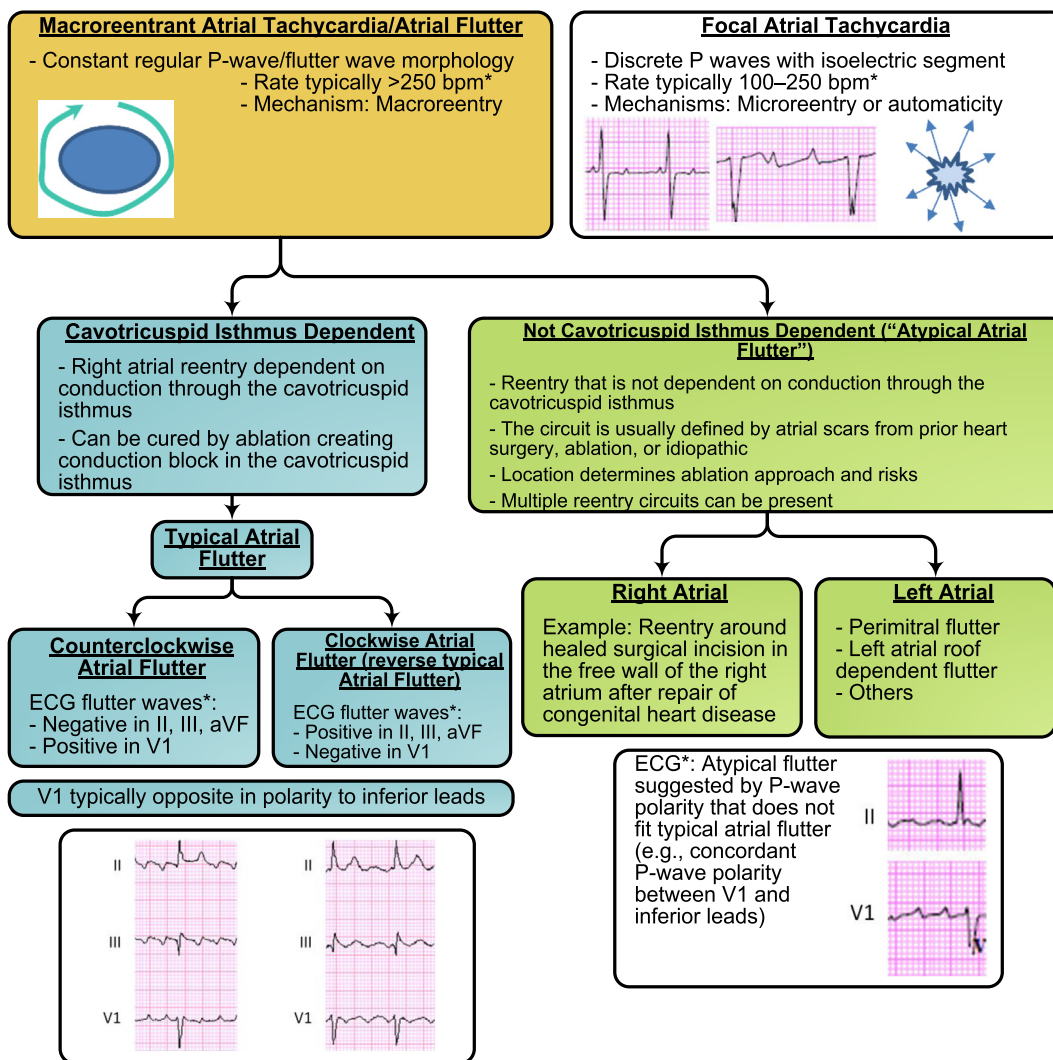 Macroreentrant Atrial Tachycardia/Atrial Flutter
- Constant regular P-wave/flutter wave morphology
- Rate typically >250 bpm*
- Mechanism: Macroreentry
Focal Atrial Tachycardia
- Discrete P waves with isoelectric segment
- Rate typically 100–250 bpm*
- Mechanisms: Microreentry or automaticity
Cavotricuspid Isthmus Dependent
- Right atrial reentry dependent on
conduction through the cavotricuspid
isthmus
- Can be cured by ablation creating
conduction block in the cavotricuspid
isthmus
Not Cavotricuspid Isthmus Dependent (“Atypical Atrial
Flutter”)
- Reentry that is not dependent on conduction through the
cavotricuspid isthmus
- The circuit is usually defined by atrial scars from prior heart
surgery, ablation, or idiopathic
- Location determines ablation approach and risks
- Multiple reentry circuits can be present
Typical Atrial
Flutter
Counterclockwise
Atrial Flutter
ECG flutter waves*:
- Negative in II, III, aVF
- Positive in V1
Clockwise Atrial
Flutter (reverse typical
Atrial Flutter)
ECG flutter waves*:
- Positive in II, III, aVF
- Negative in V1
V1 typically opposite in polarity to inferior leads
II
III
V1
II
III
V1
Right Atrial
Example: Reentry around
healed surgical incision in
the free wall of the right
atrium after repair of
congenital heart disease
Left Atrial
- Perimitral flutter
- Left atrial roof
dependent flutter
- Others
ECG*: Atypical flutter
suggested by P-wave
polarity that does not
fit typical atrial flutter
(e.g., concordant
P-wave polarity
between V1 and
inferior leads)
II
V1
V